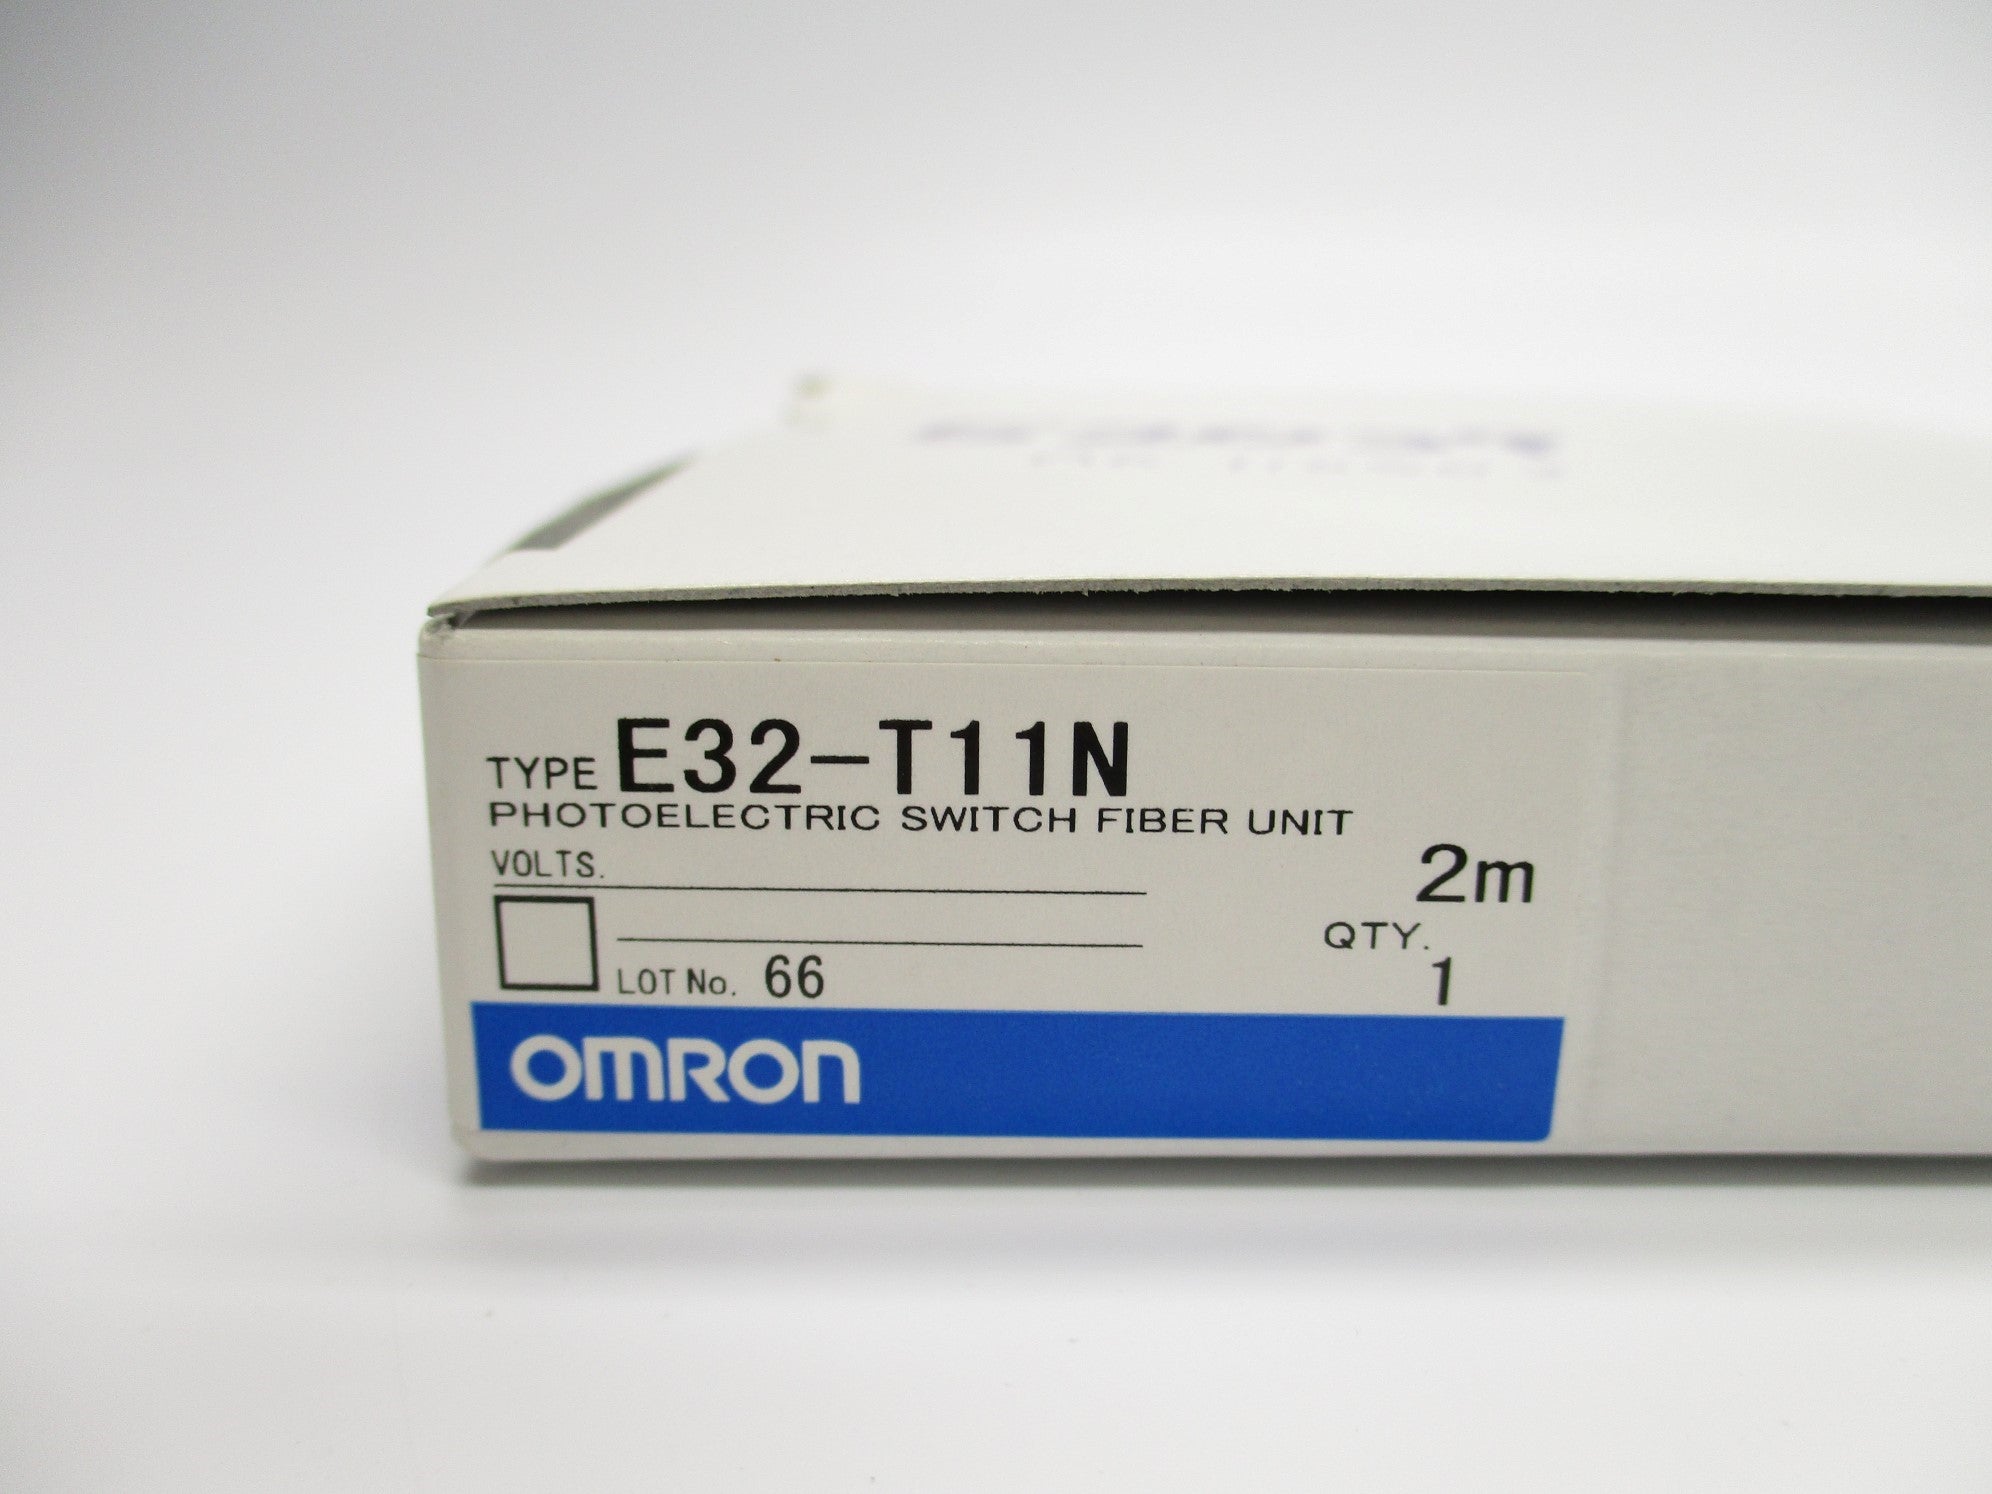 TYPE E32-T11N
PHOTOELECTRIC SWITCH FIBER UNIT
VOLTS.
2m
QTY.
1
LOT No. 66
OMRON